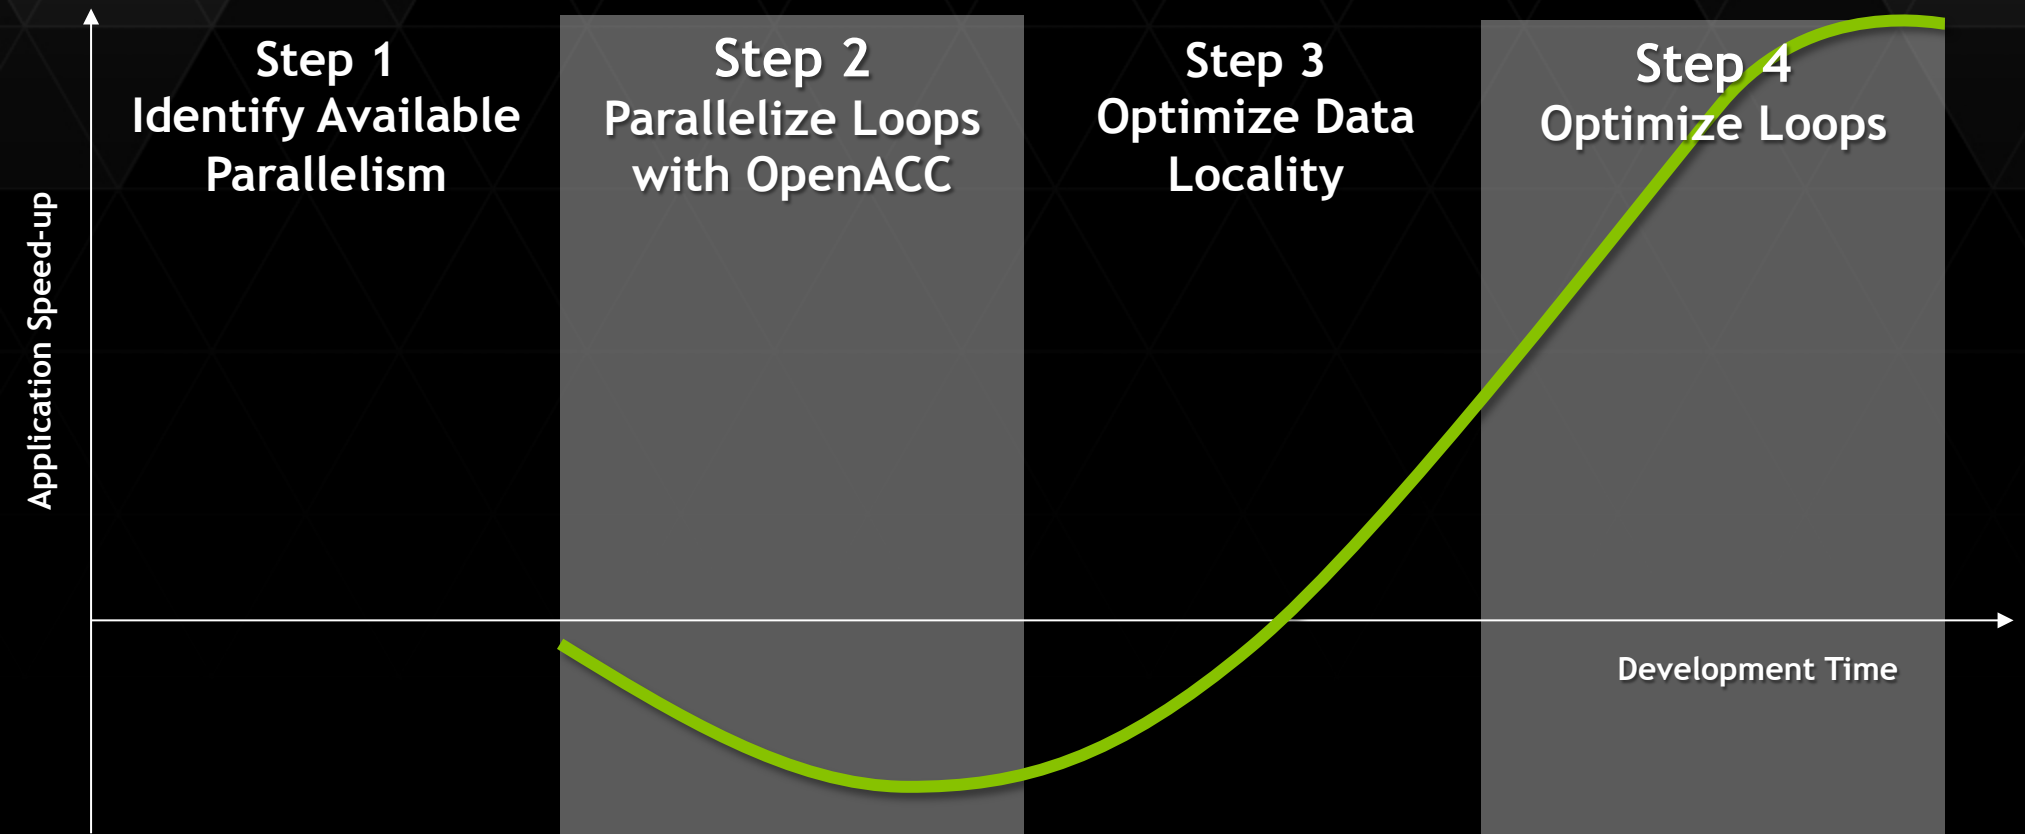 Step 1
Identify Available
Parallelism
Step 2
Parallelize Loops
with OpenACC
Step 3
Optimize Data
Locality
Step 4
Optimize Loops
Application Speed-up
Development Time